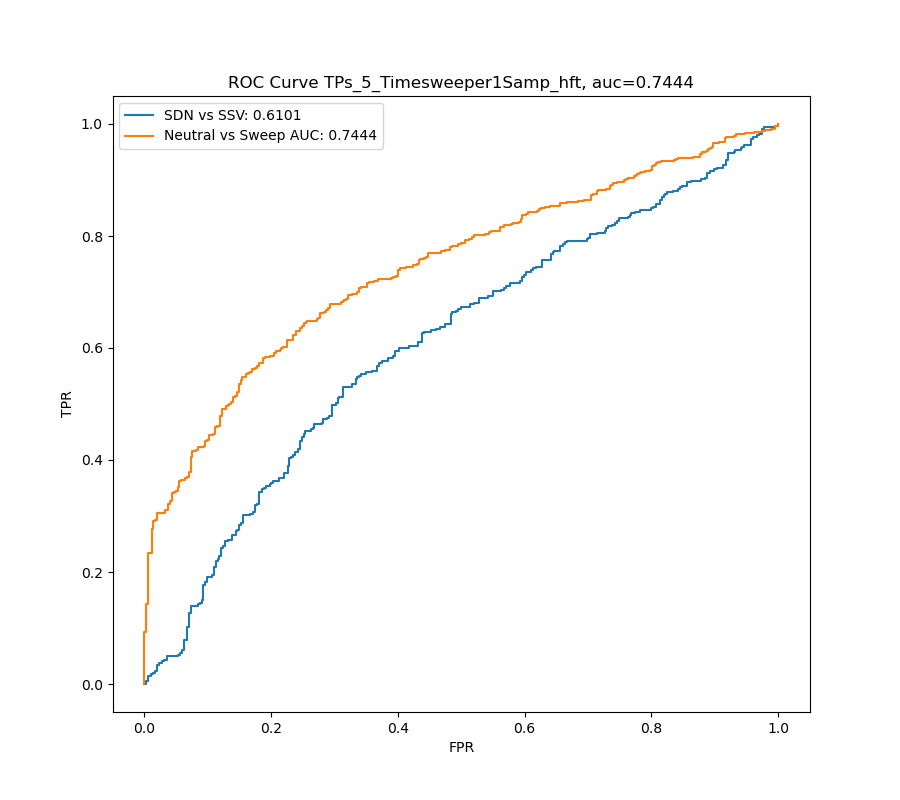 ROC Curve TPs_5_Timesweeper1Samp_hft, auc=0.7444
SDN vs SSV: 0.6101
Neutral vs Sweep AUC: 0.7444
1.0
0.8
0.6
0.4
0.2
0.0
TPR
0.0 0.2 0.4 0.6 0.8 1.0
FPR